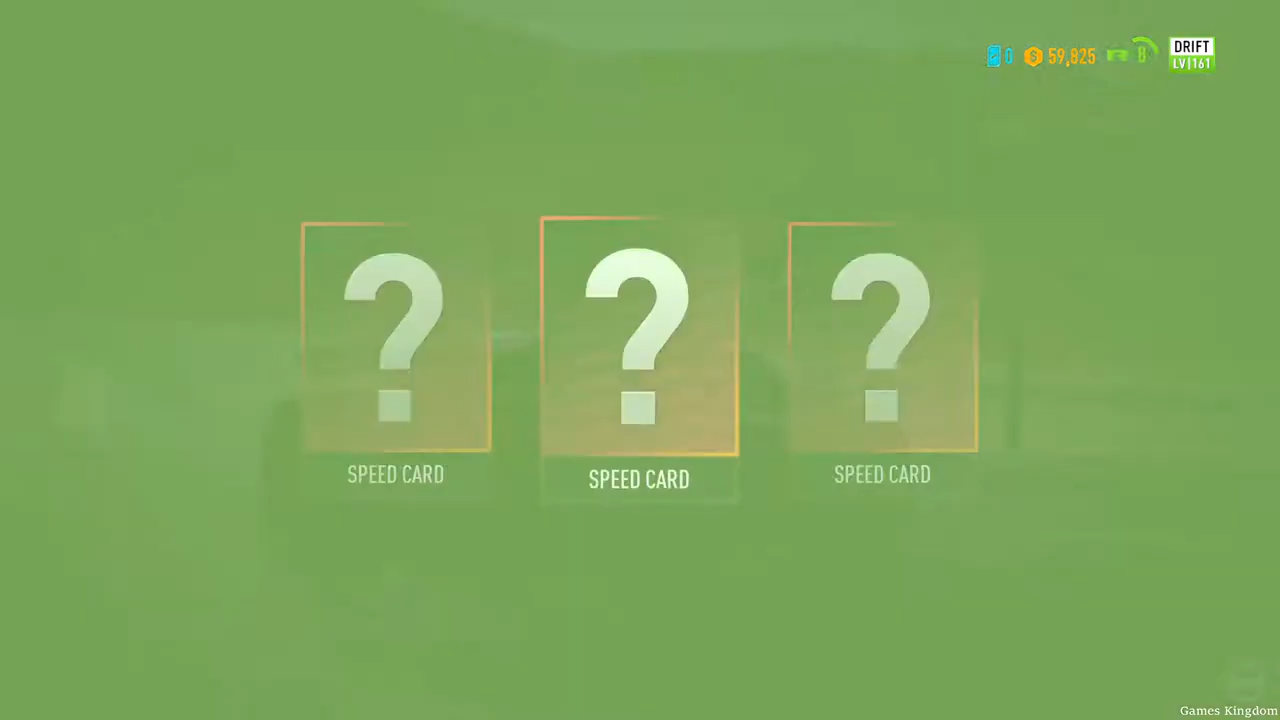 0 59,825 8 DRIFT
LV|161
? ? ?
SPEED CARD SPEED CARD SPEED CARD
Games Kingdom